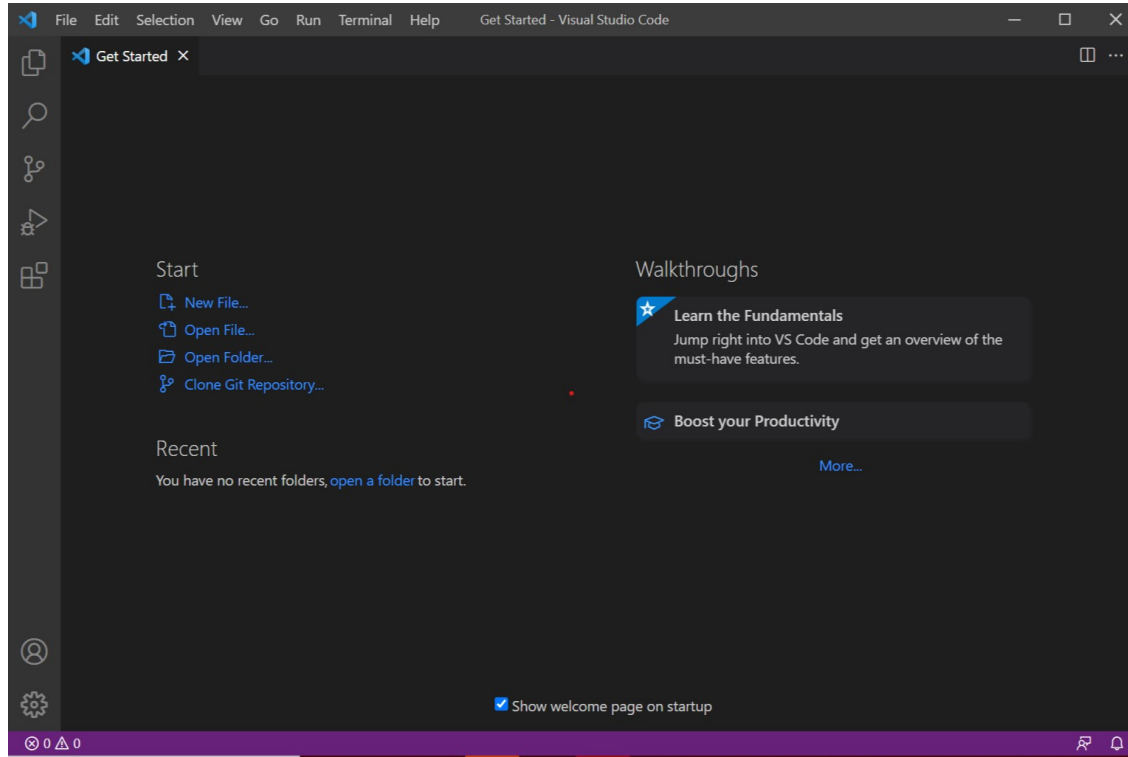 File Edit Selection View Go Run Terminal Help Get Started - Visual Studio Code
Get Started
Start
New File...
Open File...
Open Folder...
Clone Git Repository...
Recent
You have no recent folders, open a folder to start.
Walkthroughs
Learn the Fundamentals
Jump right into VS Code and get an overview of the
must-have features.
Boost your Productivity
More...
Show welcome page on startup
0 0